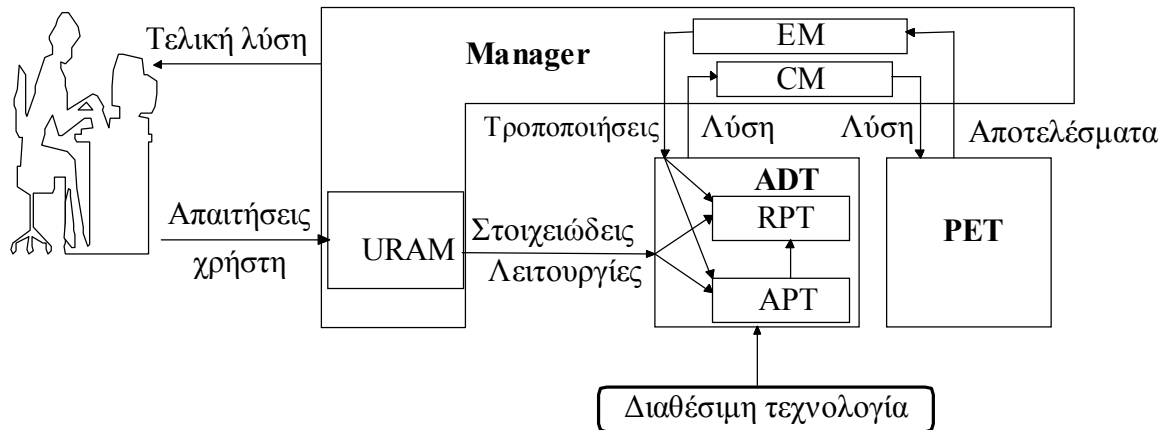 Τελική λύση
Manager
EM
CM
Τροποποιήσεις
Λύση
Λύση
Αποτελέσματα
ADT
RPT
APT
PET
Απαιτήσεις
χρήστη
URAM
Στοιχειώδεις
Λειτουργίες
Διαθέσιμη τεχνολογία